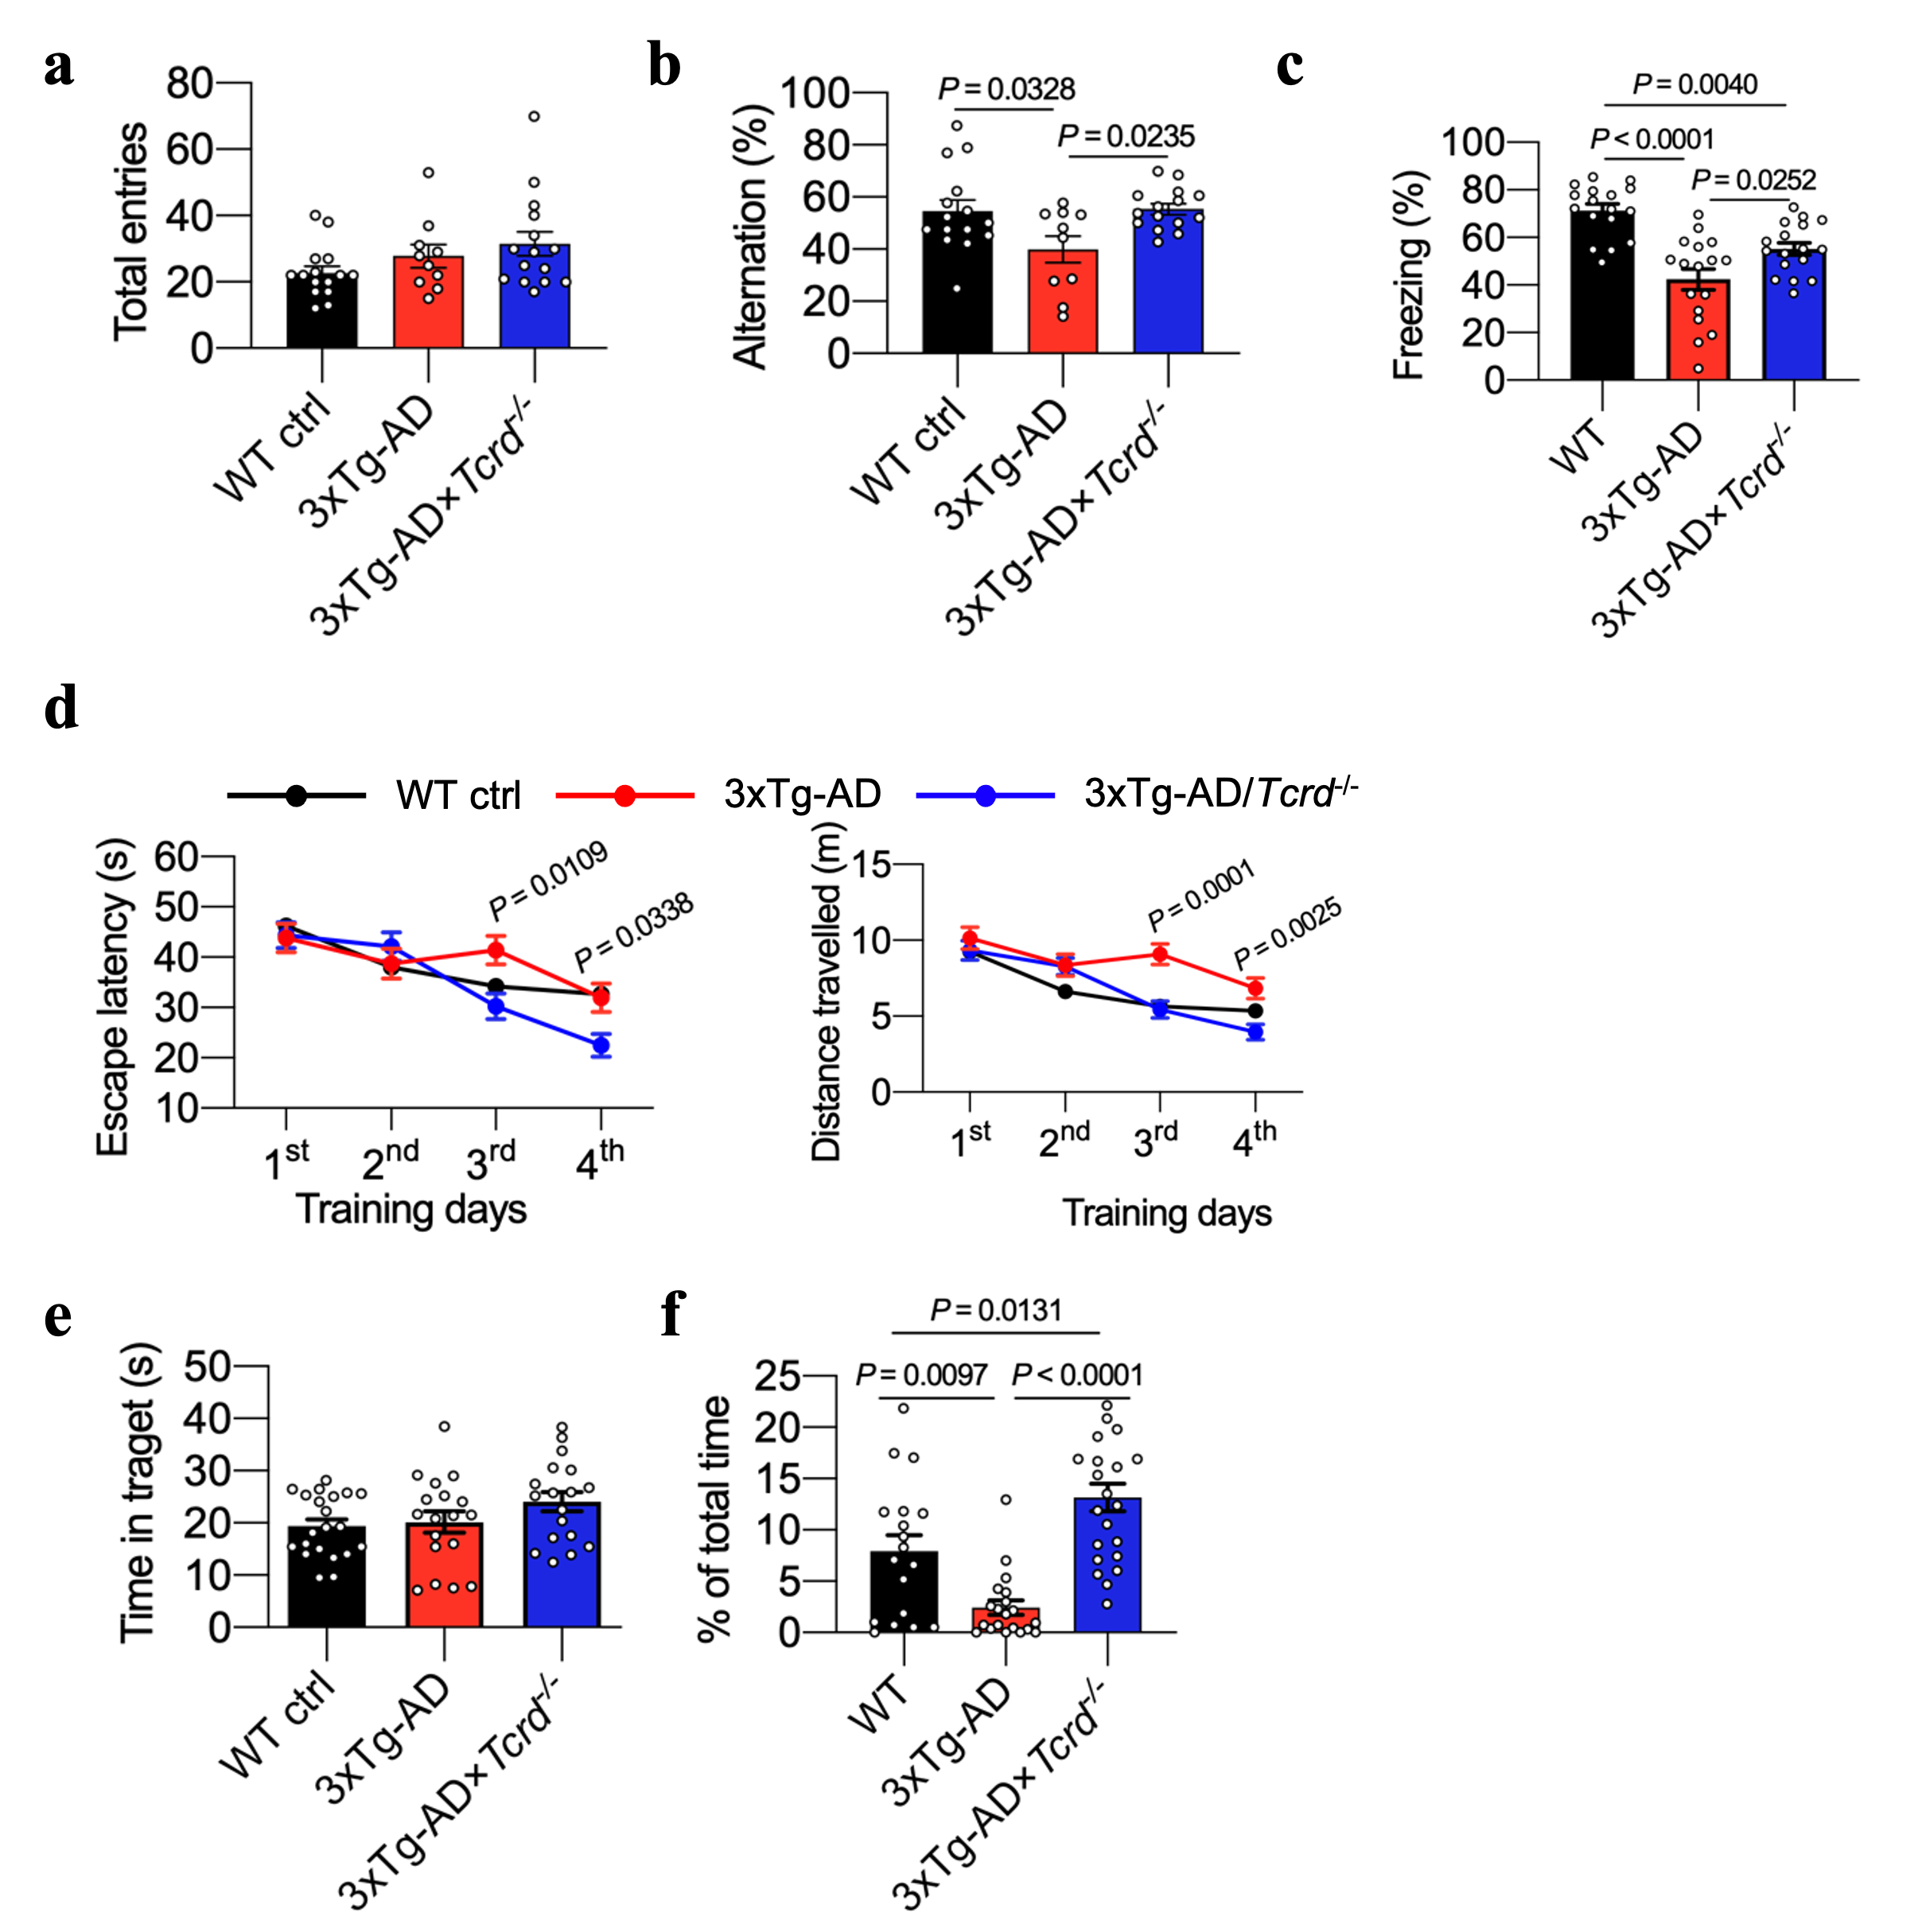 a
80
60
40
20
0
Total entries
WT ctrl
3xTg-AD
3xTg-AD×Tcrd-/-
b
P = 0.0328
P = 0.0235
100
80
60
40
20
0
Alternation (%)
WT ctrl
3xTg-AD
3xTg-AD×Tcrd-/-
c
P = 0.0040
P < 0.0001
P = 0.0252
100
80
60
40
20
0
Freezing (%)
WT
3xTg-AD
3xTg-AD×Tcrd-/-
d
WT ctrl
3xTg-AD
3xTg-AD/Tcrd-/-
60
50
40
30
20
10
Escape latency (s)
P = 0.0109
P = 0.0338
1st 2nd 3rd 4th
Training days
15
10
5
0
Distance travelled (m)
P = 0.0001
P = 0.0025
1st 2nd 3rd 4th
Training days
e
50
40
30
20
10
0
Time in traget (s)
WT ctrl
3xTg-AD
3xTg-AD×Tcrd-/-
f
P = 0.0131
P = 0.0097
P < 0.0001
25
20
15
10
5
0
% of total time
WT
3xTg-AD
3xTg-AD×Tcrd-/-